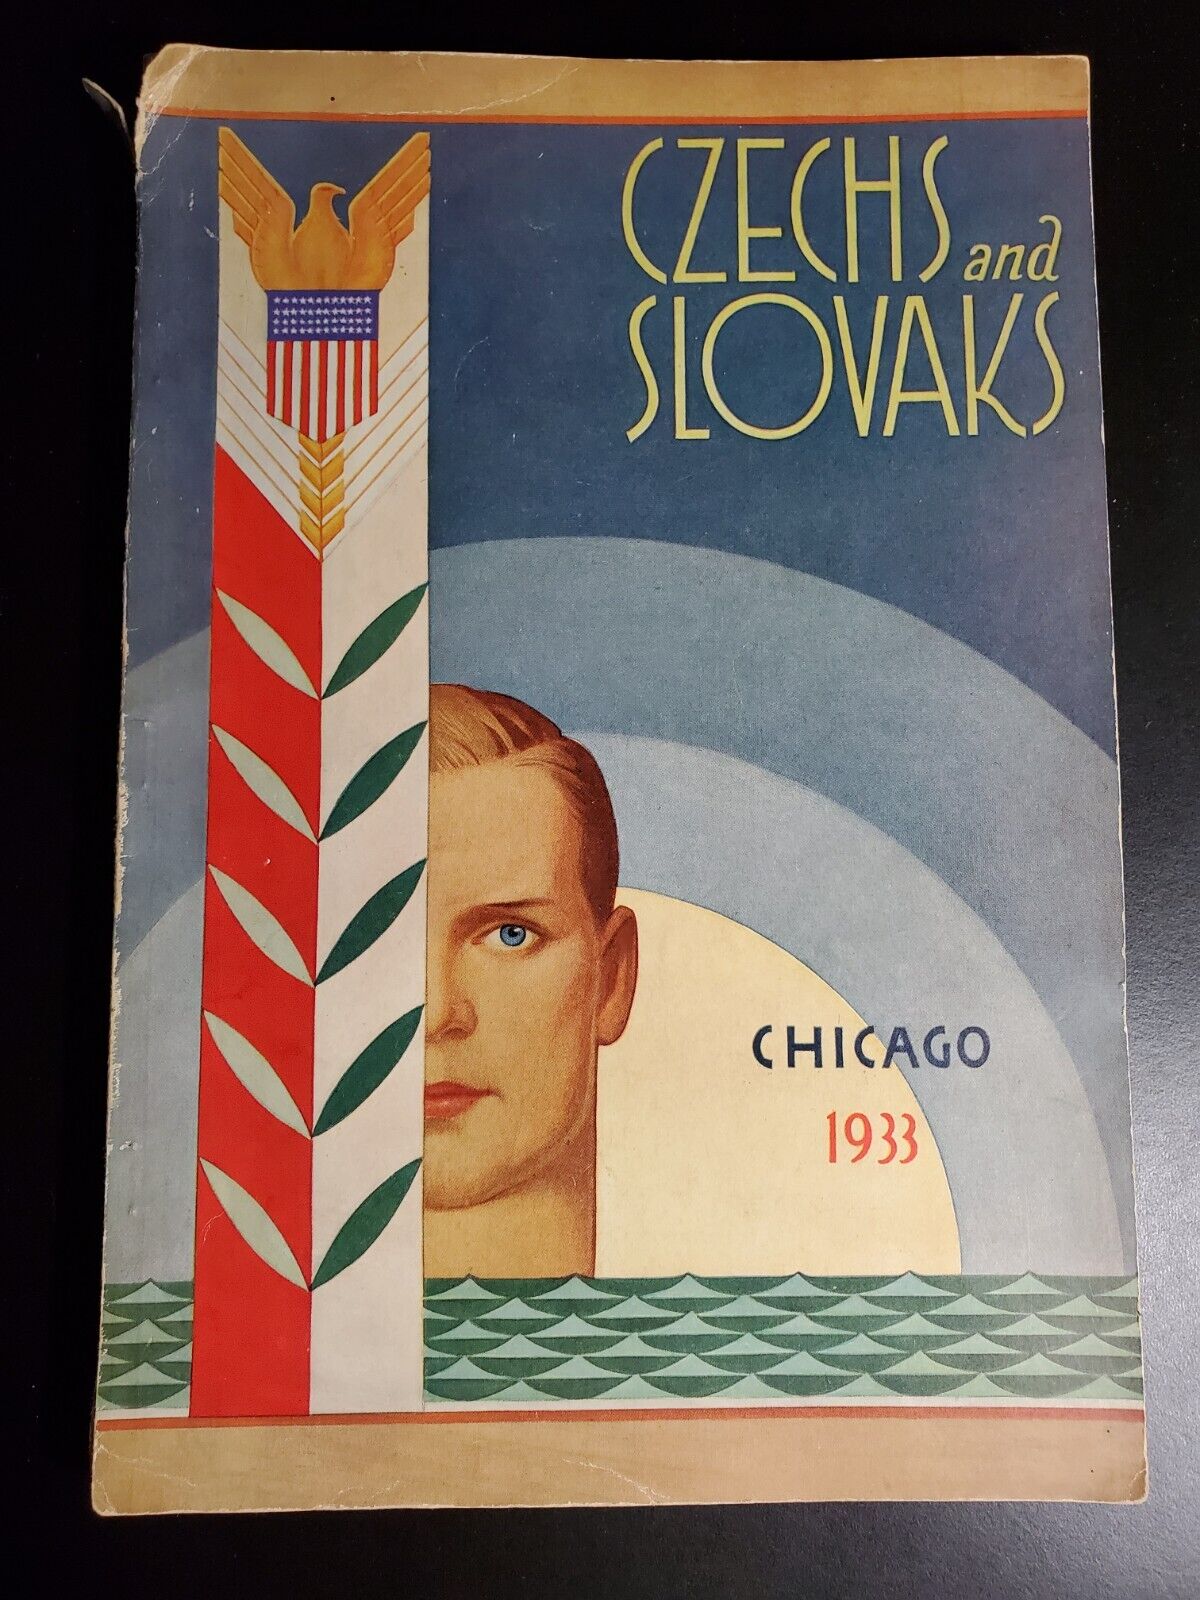 CZECHS and
SLOVAKS
CHICAGO
1933